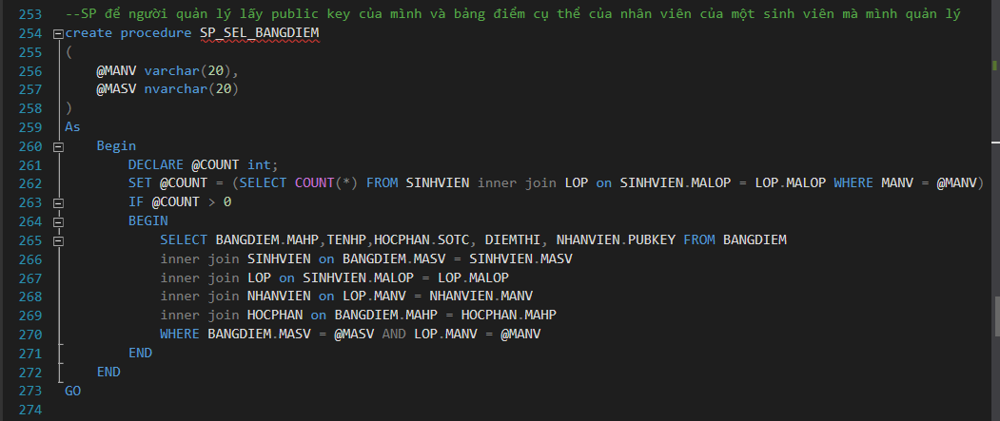 253 --SP để người quản lý lấy public key của mình và bảng điểm cụ thể của nhân viên của một sinh viên mà mình quản lý
254 create procedure SP_SEL_BANGDIEM
255 (
256     @MANV varchar(20),
257     @MASV nvarchar(20)
258 )
259 As
260     Begin
261         DECLARE @COUNT int;
262         SET @COUNT = (SELECT COUNT(*) FROM SINHVIEN inner join LOP on SINHVIEN.MALOP = LOP.MALOP WHERE MANV = @MANV)
263         IF @COUNT > 0
264         BEGIN
265             SELECT BANGDIEM.MAHP,TENHP,HOCPHAN.SOTC, DIEMTHI, NHANVIEN.PUBKEY FROM BANGDIEM
266             inner join SINHVIEN on BANGDIEM.MASV = SINHVIEN.MASV
267             inner join LOP on SINHVIEN.MALOP = LOP.MALOP
268             inner join NHANVIEN on LOP.MANV = NHANVIEN.MANV
269             inner join HOCPHAN on BANGDIEM.MAHP = HOCPHAN.MAHP
270             WHERE BANGDIEM.MASV = @MASV AND LOP.MANV = @MANV
271         END
272     END
273 GO
274